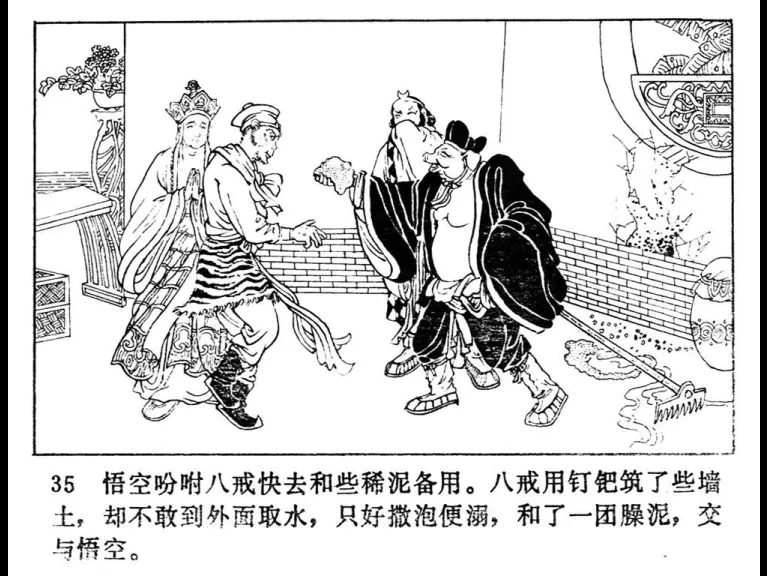 35 悟空吩咐八戒快去和些稀泥备用。八戒用钉钯筑了些墙
土，却不敢到外面取水，只好撒泡便溺，和了一团臊泥，交
与悟空。